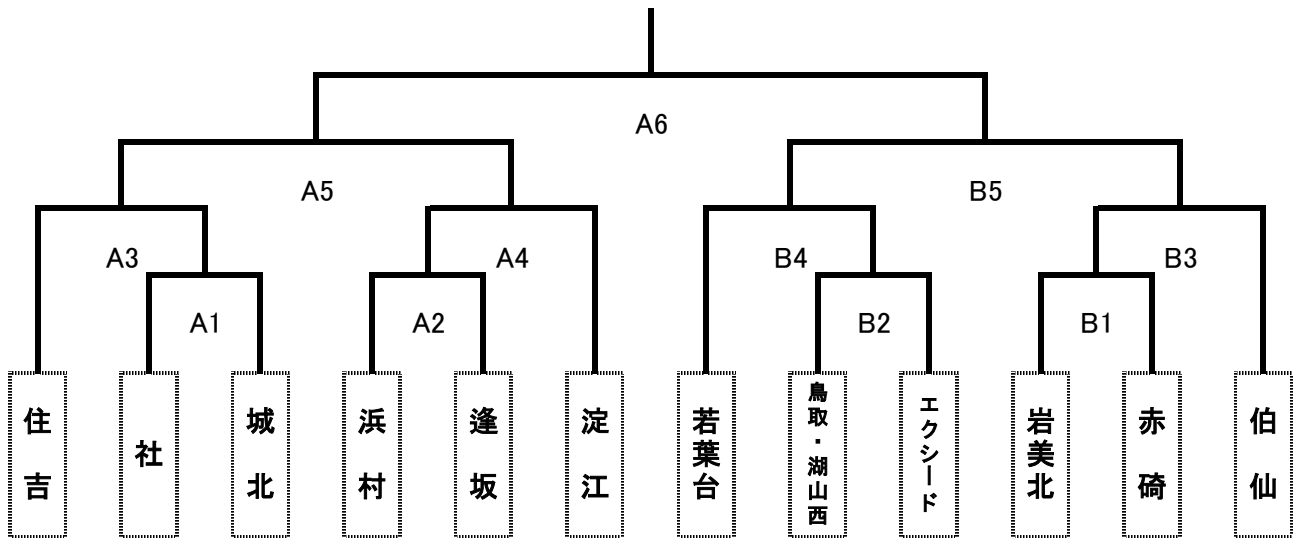 A6
A5
B5
A3
A4
B4
B3
A1
A2
B2
B1
住吉
社
城北
浜村
逢坂
淀江
若葉台
鳥取・湖山西
エクシード
岩美北
赤碕
伯仙